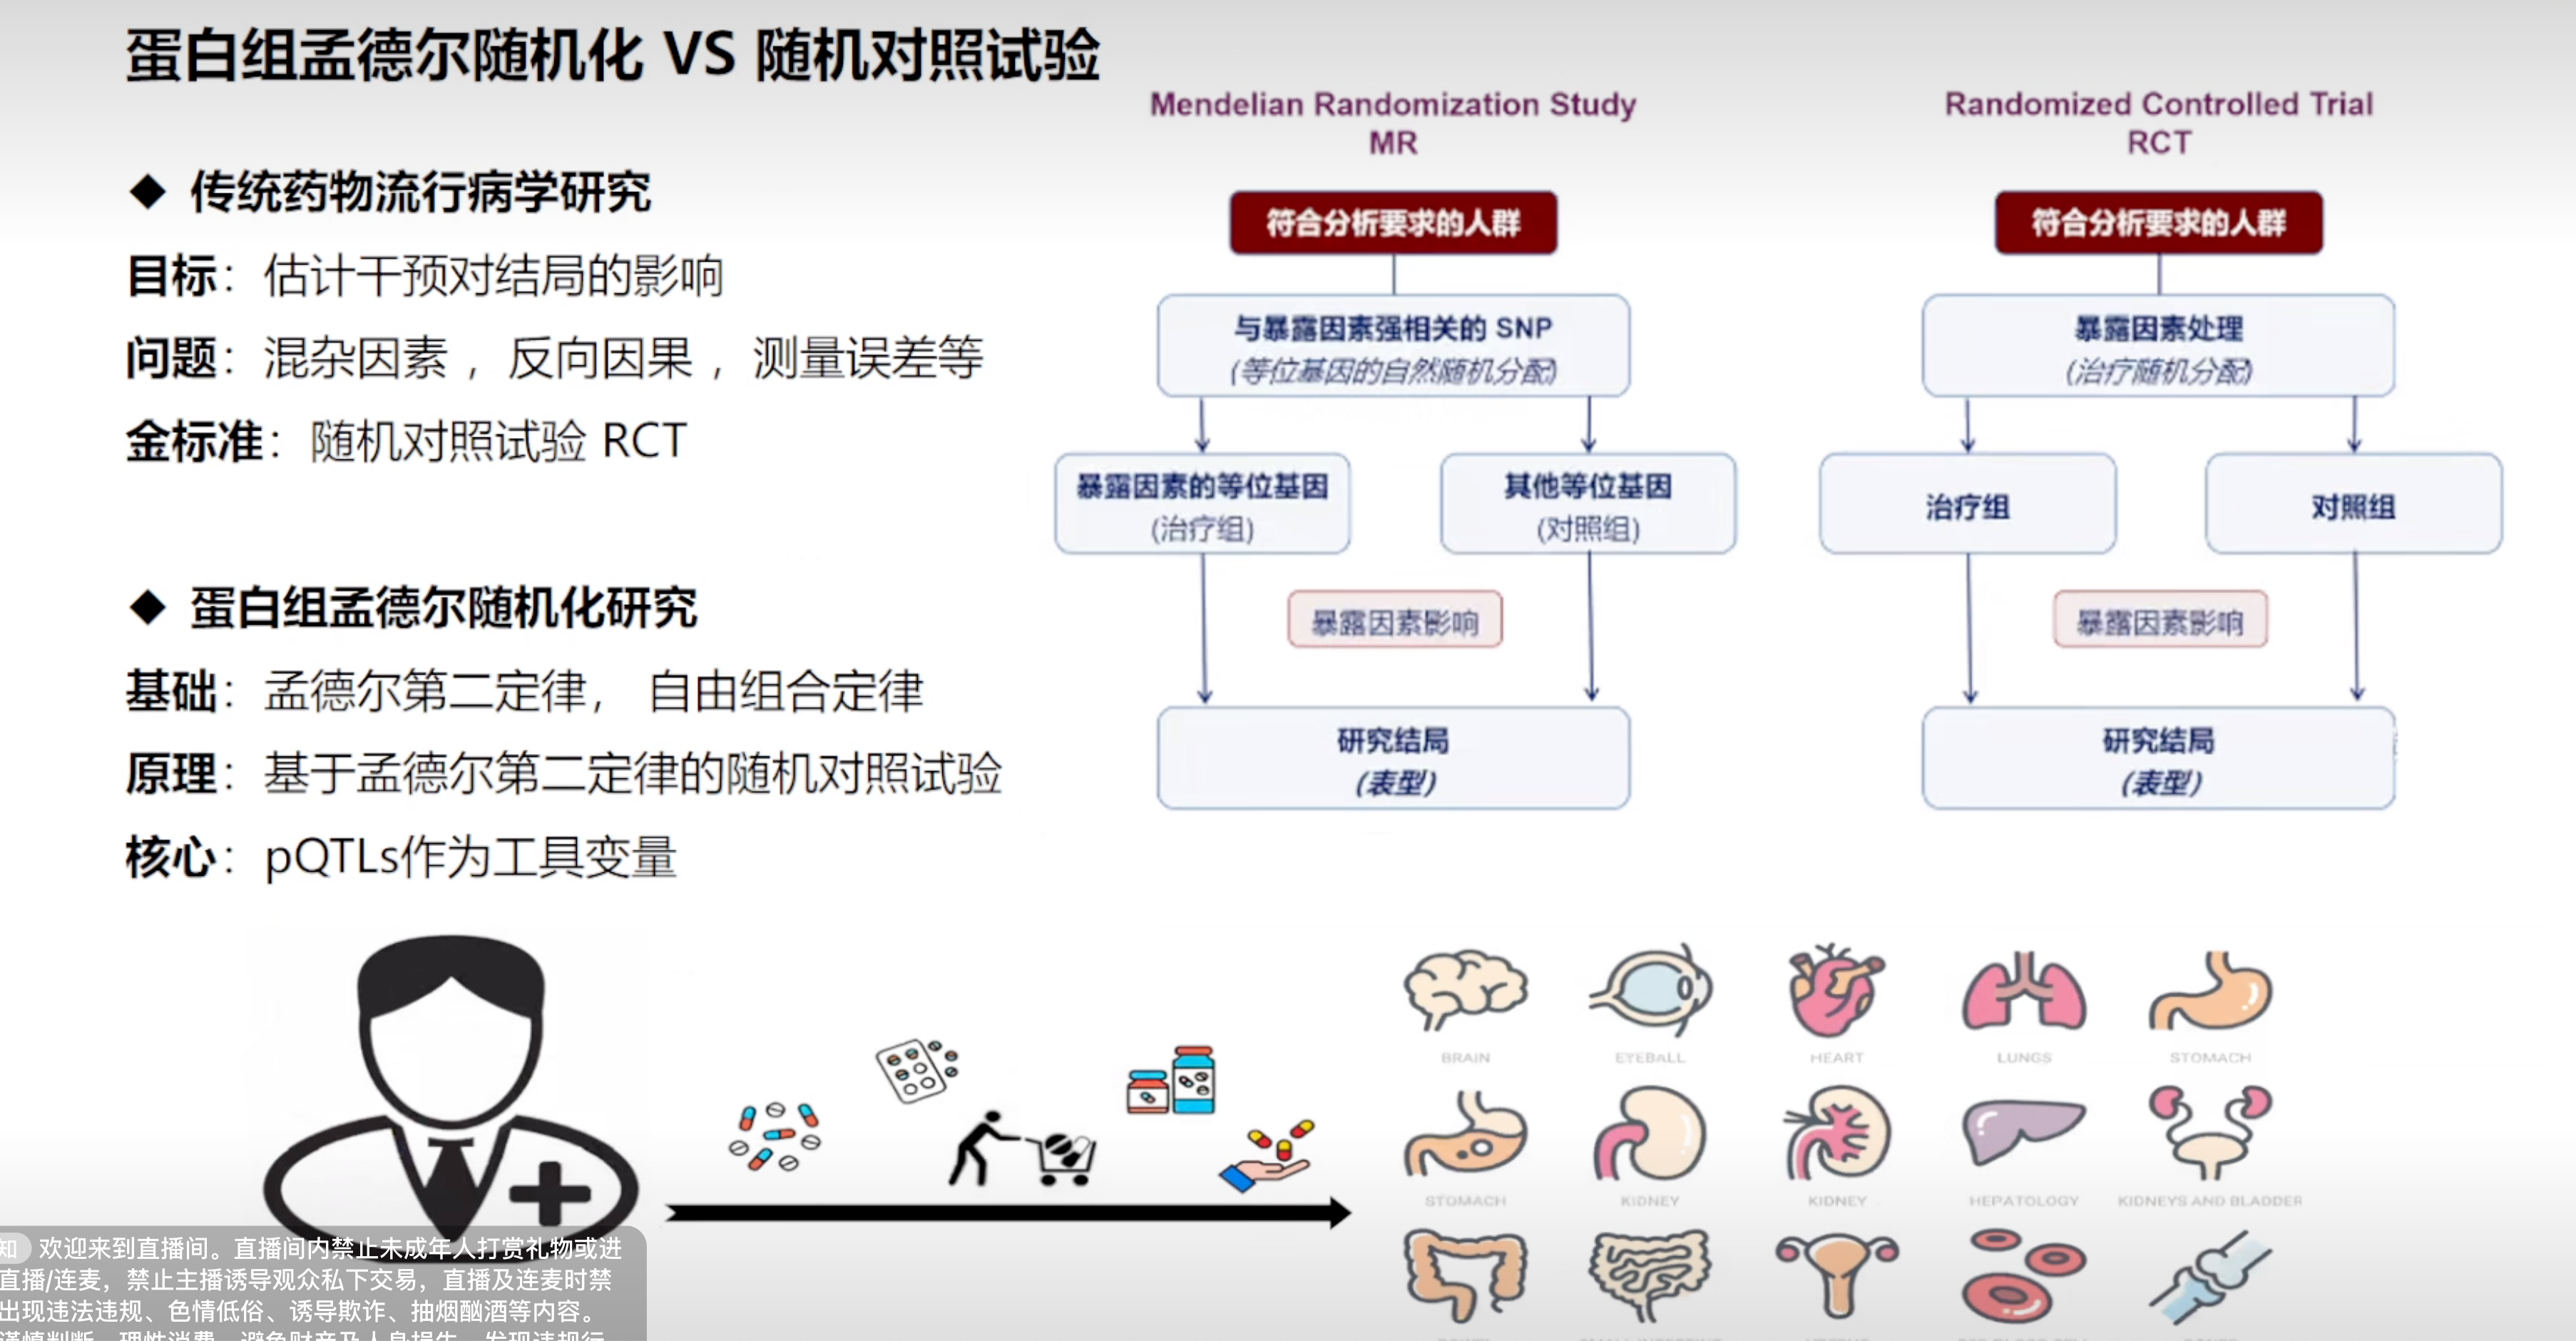 蛋白组孟德尔随机化 VS 随机对照试验
◆ 传统药物流行病学研究
目标：估计干预对结局的影响
问题：混杂因素，反向因果，测量误差等
金标准：随机对照试验 RCT
◆ 蛋白组孟德尔随机化研究
基础：孟德尔第二定律， 自由组合定律
原理：基于孟德尔第二定律的随机对照试验
核心：pQTLs作为工具变量
Mendelian Randomization Study
MR
符合分析要求的人群
与暴露因素强相关的 SNP
(等位基因的自然随机分配)
暴露因素的等位基因
(治疗组)
其他等位基因
(对照组)
暴露因素影响
研究结局
(表型)
Randomized Controlled Trial
RCT
符合分析要求的人群
暴露因素处理
(治疗随机分配)
治疗组
对照组
暴露因素影响
研究结局
(表型)
BRAIN
EYEBALL
HEART
LUNGS
STOMACH
STOMACH
KIDNEY
KIDNEY
HEPATOLOGY
KIDNEYS AND BLADDER
知 欢迎来到直播间。直播间内禁止未成年人打赏礼物或进
直播/连麦，禁止主播诱导观众私下交易，直播及连麦时禁
出现违法违规、色情低俗、诱导欺诈、抽烟酗酒等内容。